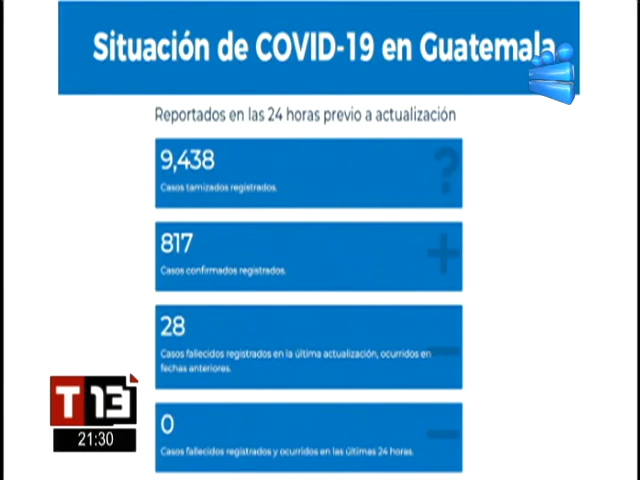 Situación de COVID-19 en Guatemala
Reportados en las 24 horas previo a actualización
9,438
Casos tamizados registrados.
?
817
Casos confirmados registrados.
+
28
Casos fallecidos registrados en la última actualización, ocurridos en
fechas anteriores.
0
Casos fallecidos registrados y ocurridos en las últimas 24 horas.
T 13
21:30